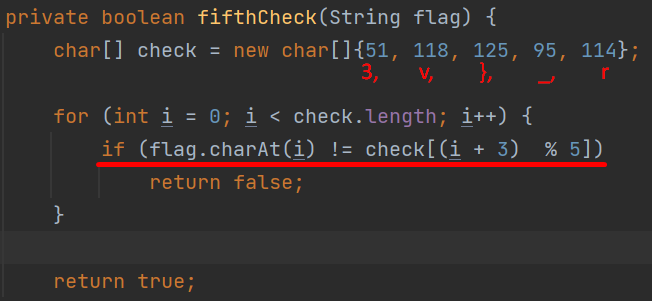 private boolean fifthCheck(String flag) {
char[] check = new char[]{51, 118, 125, 95, 114};
3, v, }, _, r
for (int i = 0; i < check.length; i++) {
if (flag.charAt(i) != check[(i + 3)  % 5])
return false;
}
return true;